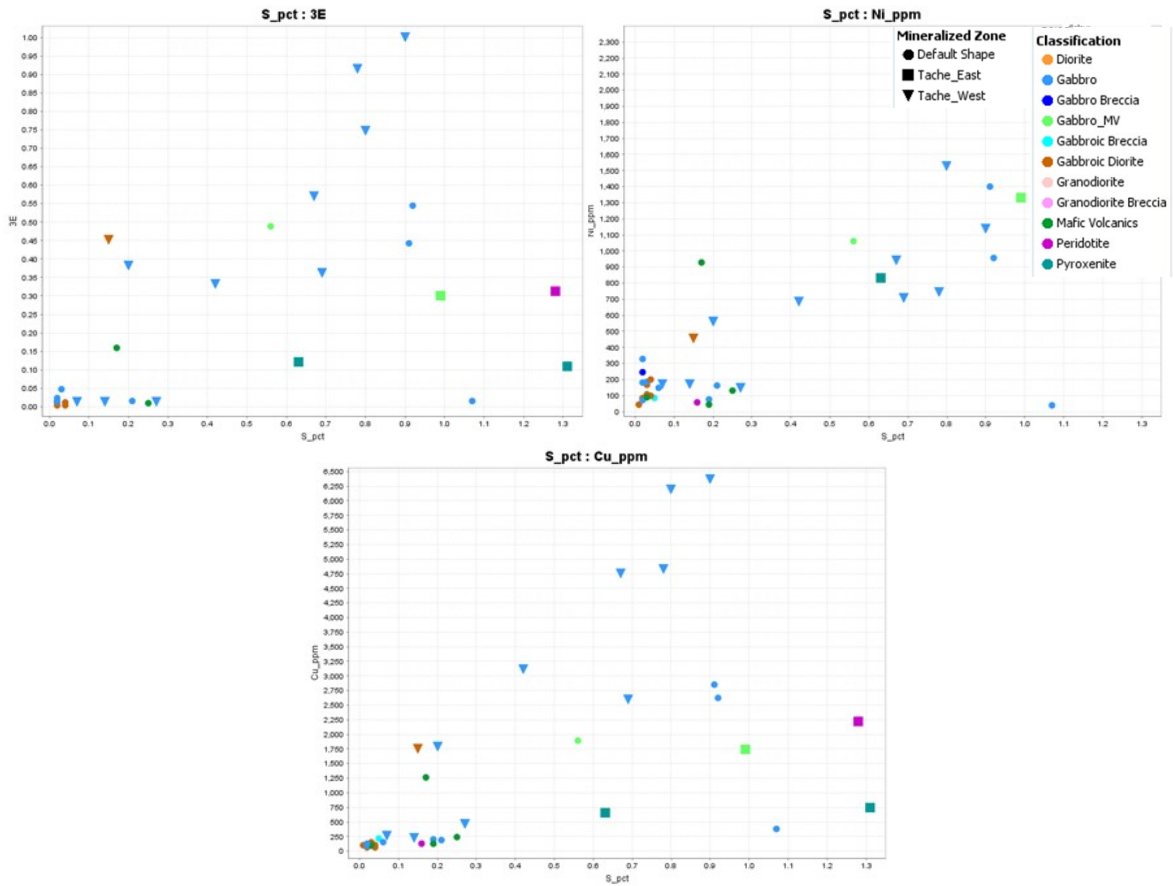 S_pct : 3E
1.00
0.95
0.90
0.85
0.80
0.75
0.70
0.65
0.60
0.55
0.50
0.45
0.40
0.35
0.30
0.25
0.20
0.15
0.10
0.05
0.00
3E
0.0 0.1 0.2 0.3 0.4 0.5 0.6 0.7 0.8 0.9 1.0 1.1 1.2 1.3
S_pct
S_pct : Ni_ppm
2,300
2,200
2,100
2,000
1,900
1,800
1,700
1,600
1,500
1,400
1,300
1,200
1,100
1,000
900
800
700
600
500
400
300
200
100
0
Ni_ppm
0.0 0.1 0.2 0.3 0.4 0.5 0.6 0.7 0.8 0.9 1.0 1.1 1.2 1.3
S_pct
Mineralized Zone
Default Shape
Tache_East
Tache_West
Classification
Diorite
Gabbro
Gabbro Breccia
Gabbro_MV
Gabbroic Breccia
Gabbroic Diorite
Granodiorite
Granodiorite Breccia
Mafic Volcanics
Peridotite
Pyroxenite
S_pct : Cu_ppm
6,500
6,250
6,000
5,750
5,500
5,250
5,000
4,750
4,500
4,250
4,000
3,750
3,500
3,250
3,000
2,750
2,500
2,250
2,000
1,750
1,500
1,250
1,000
750
500
250
0
Cu_ppm
0.0 0.1 0.2 0.3 0.4 0.5 0.6 0.7 0.8 0.9 1.0 1.1 1.2 1.3
S_pct